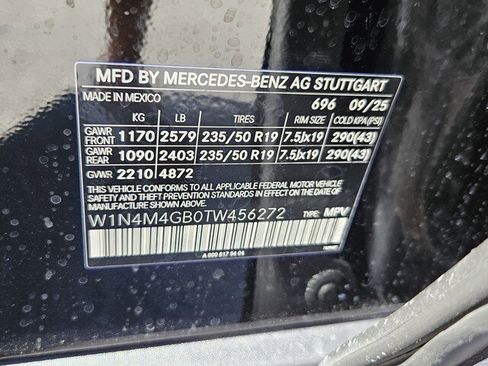 MFD BY MERCEDES-BENZ AG STUTTGART
MADE IN MEXICO 696 09/25
KG LB TIRES RIM SIZE COLD KPA (PSI)
GAWR FRONT 1170 2579 235/50 R19 7.5Jx19 290(43)
GAWR REAR 1090 2403 235/50 R19 7.5Jx19 290(43)
GVWR 2210 4872
THIS VEHICLE CONFORMS TO ALL APPLICABLE FEDERAL MOTOR VEHICLE
SAFETY AND THEFT PREVENTION STANDARDS IN EFFECT ON THE DATE OF
MANUFACTURE SHOWN ABOVE.
W1N4M4GB0TW456272 TYPE: MPV
A 000 817 54 04